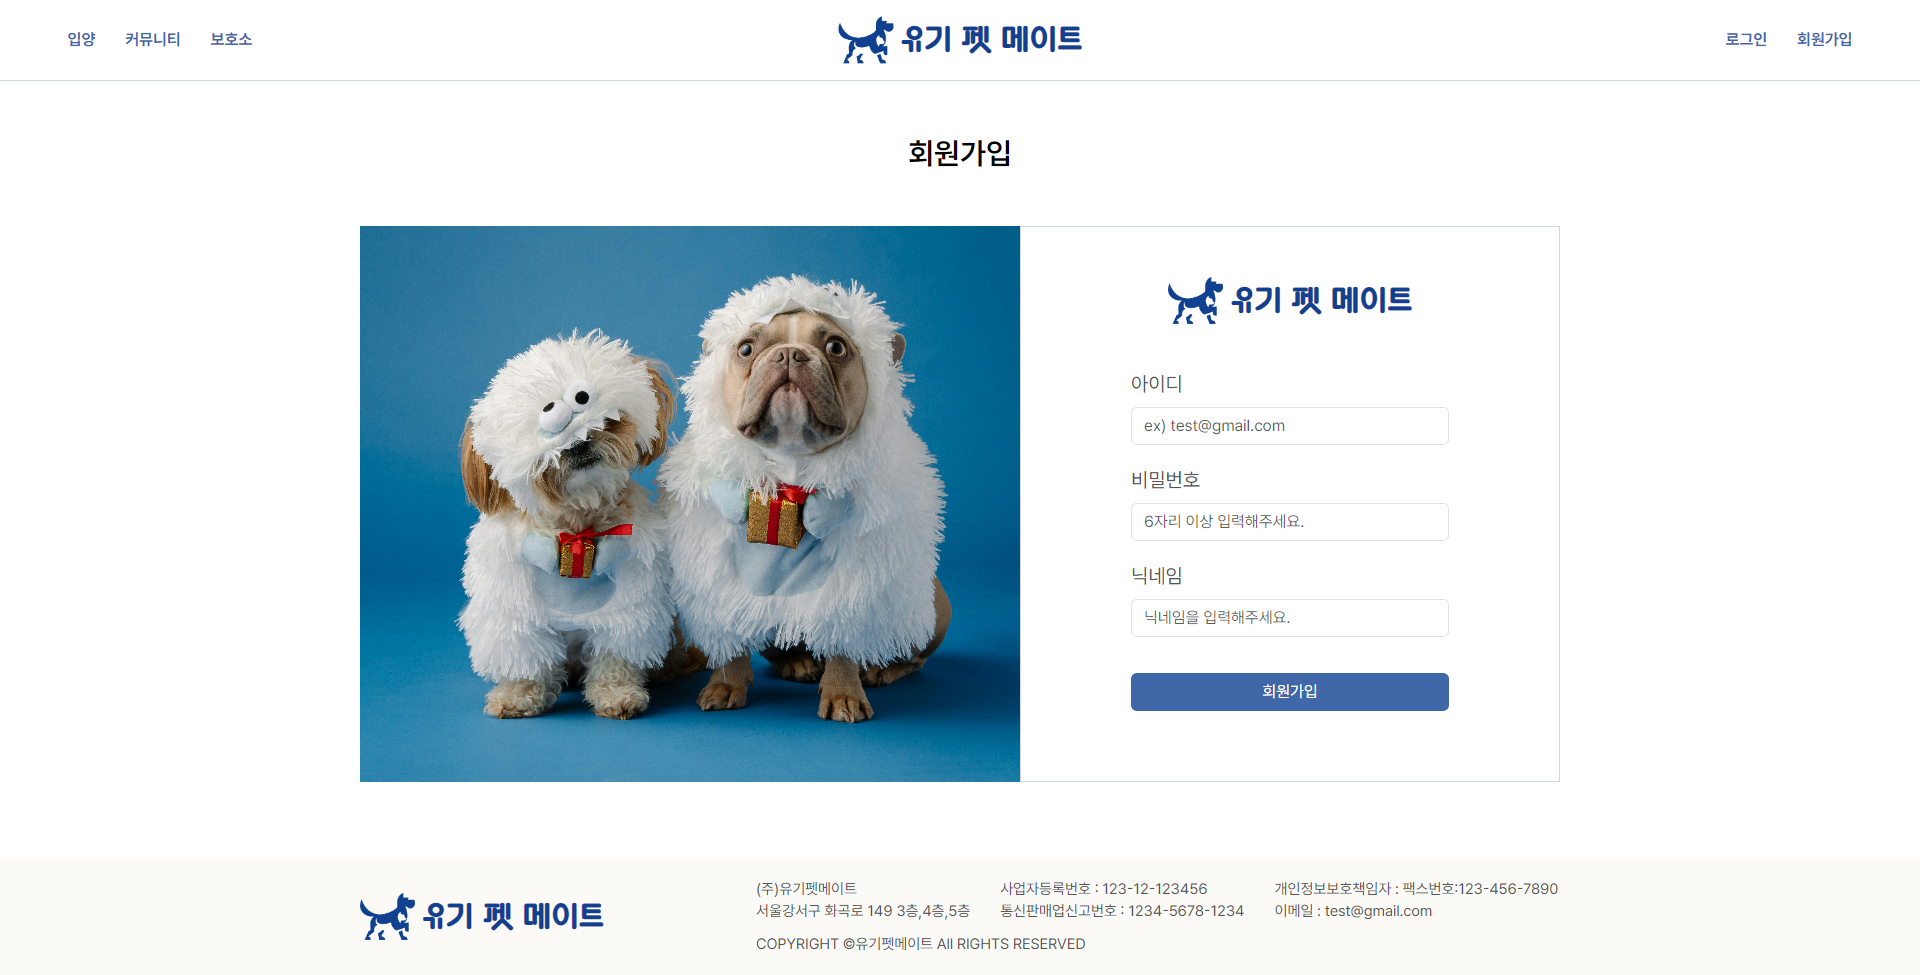 입양 커뮤니티 보호소 유기 펫 메이트 로그인 회원가입
회원가입
유기 펫 메이트
아이디
ex) test@gmail.com
비밀번호
6자리 이상 입력해주세요.
닉네임
닉네임을 입력해주세요.
회원가입
유기 펫 메이트
(주)유기펫메이트
서울강서구 화곡로 149 3층,4층,5층
사업자등록번호 : 123-12-123456
통신판매업신고번호 : 1234-5678-1234
개인정보보호책임자 : 팩스번호:123-456-7890
이메일 : test@gmail.com
COPYRIGHT ©유기펫메이트 All RIGHTS RESERVED